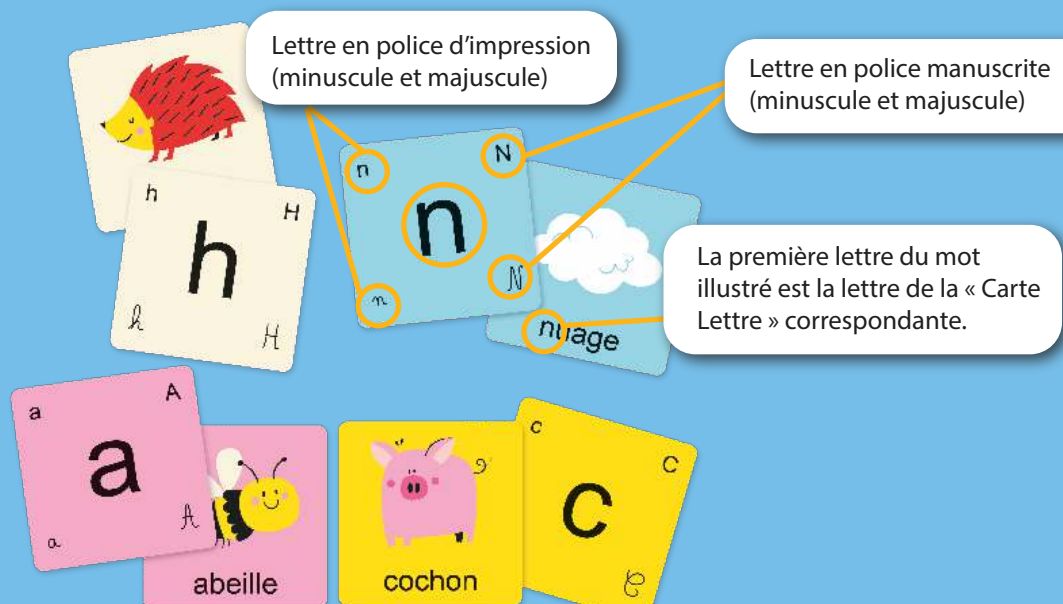 Lettre en police d’impression
(minuscule et majuscule)
Lettre en police manuscrite
(minuscule et majuscule)
n N
n
n N
h H
h
h H
La première lettre du mot
illustré est la lettre de la « Carte
Lettre » correspondante.
nuage
a A
a
a A
abeille
cochon
c C
c
C